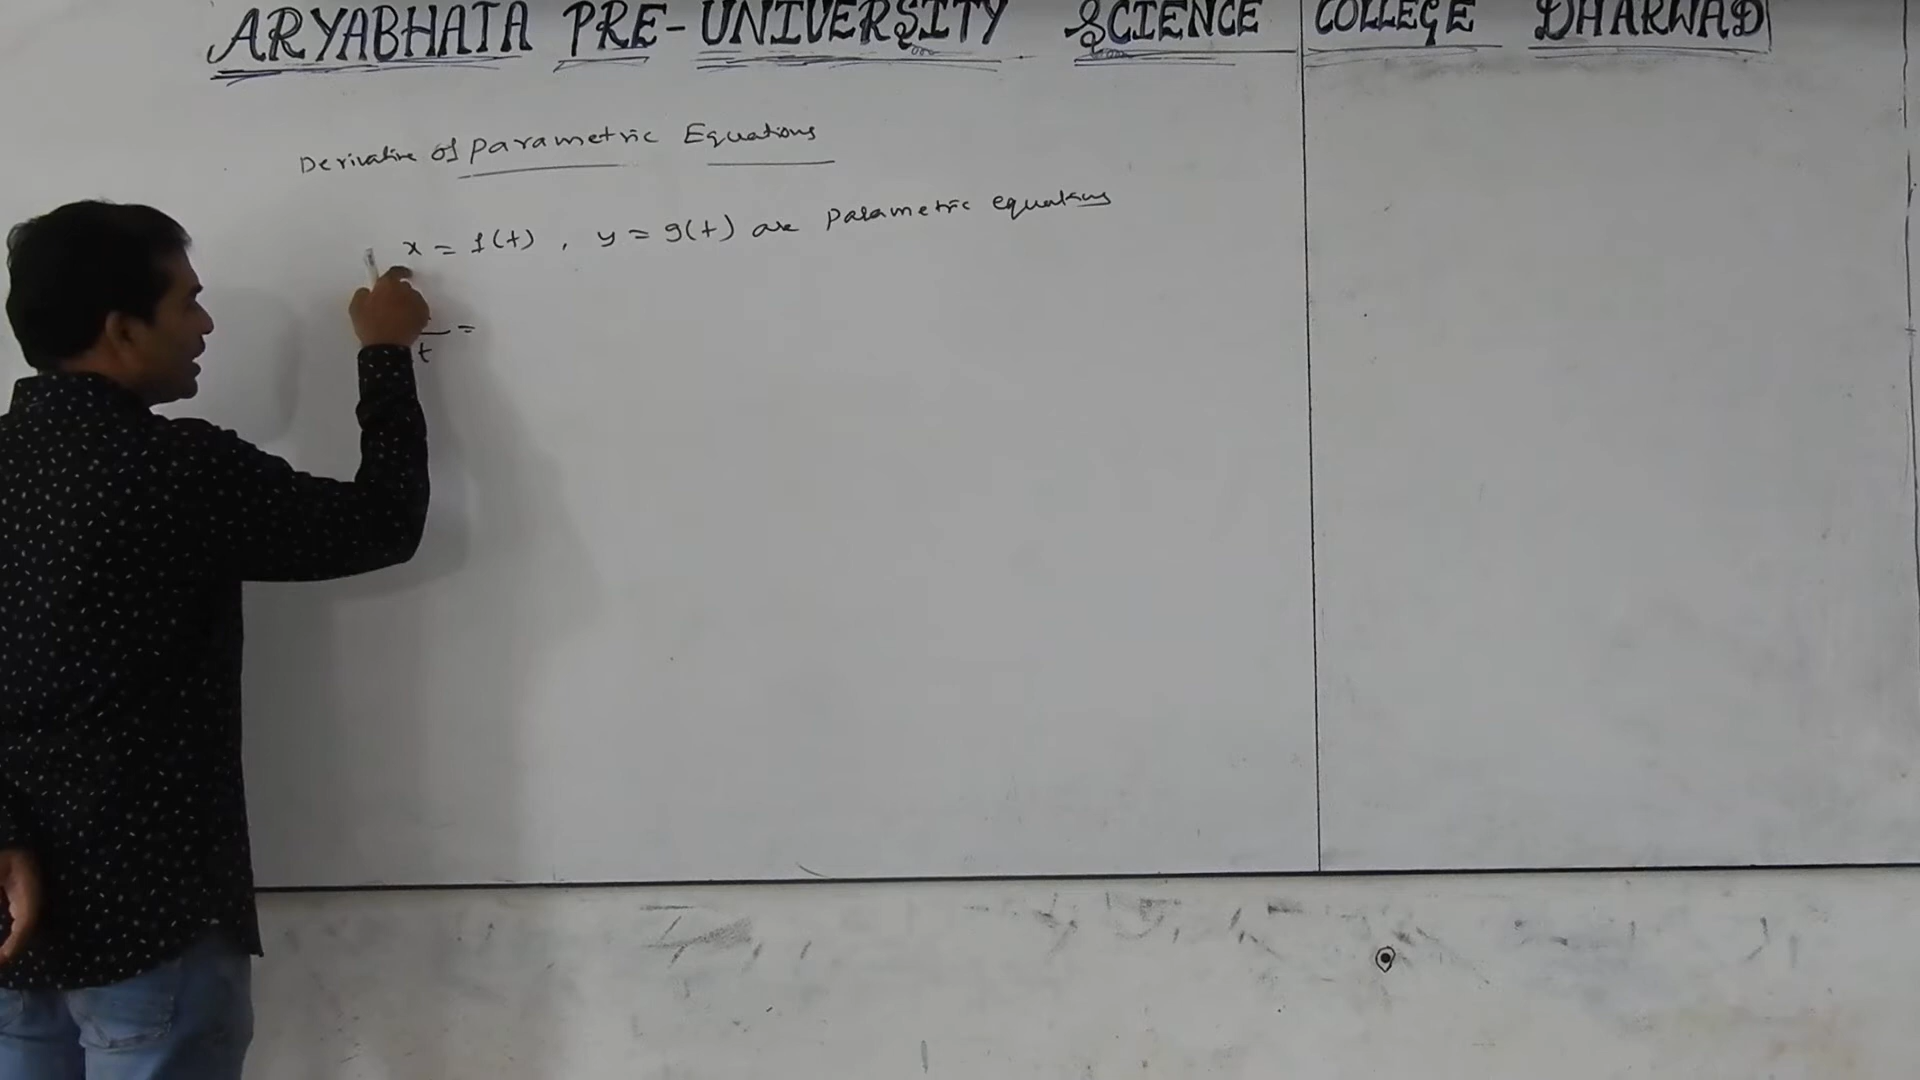 ARYABHATA PRE-UNIVERSITY SCIENCE COLLEGE DHARWAD
Derivative of parametric Equations
x = f(t), y = g(t) are parametric equations
t =